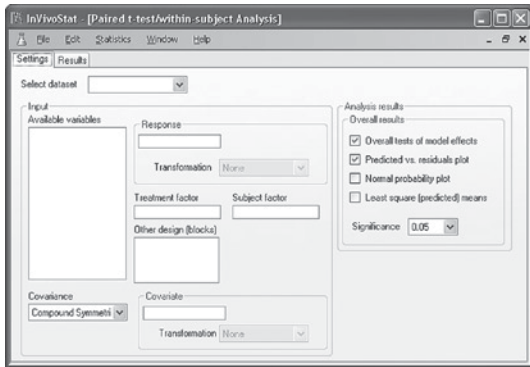 InVivoStat - [Paired t-test/within-subject Analysis]
File Edit Statistics Window Help
Settings Results
Select dataset
Input
Available variables
Response
Transformation None
Treatment factor Subject factor
Other design (blocks)
Covariance
Compound Symmetri
Covariate
Transformation None
Analysis results
Overall results
Overall tests of model effects
Predicted vs. residuals plot
Normal probability plot
Least square (predicted) means
Significance 0.05